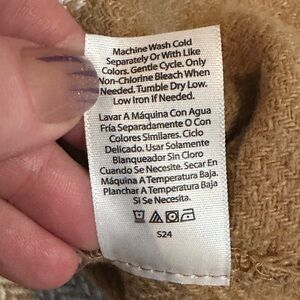 Machine Wash Cold
Separately Or With Like
Colors. Gentle Cycle. Only
Non-Chlorine Bleach When
Needed. Tumble Dry Low.
Low Iron if Needed.
Lavar A Máquina Con Agua
Fría Separadamente O Con
Colores Similares. Ciclo
Delicado. Usar Solamente
Blanqueador Sin Cloro
Cuando Necesite. Secar En
Máquina A Temperatura Baja
Planchar A Temperatura Baja
Si Se Necesita.
S24